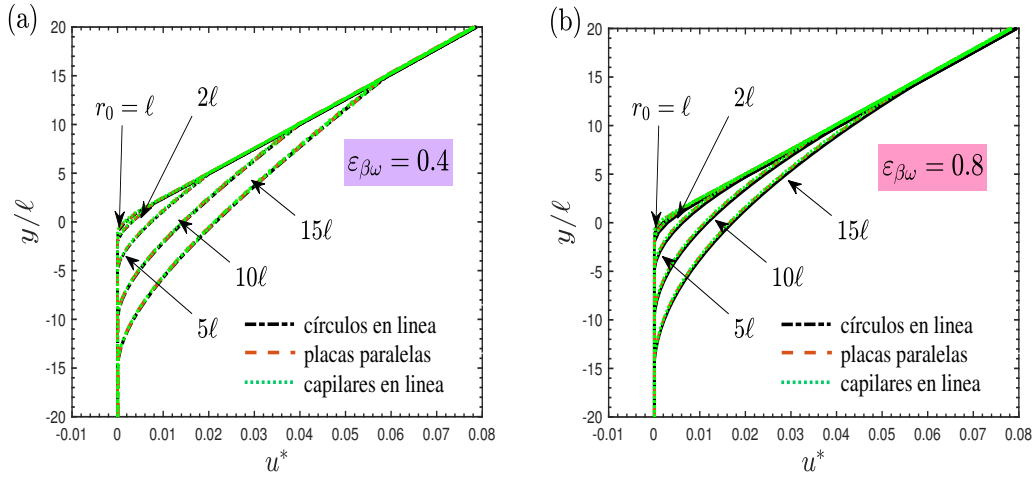 (a)
20
15
10
5
0
-5
-10
-15
-20
y/ℓ
r₀ = ℓ
2ℓ
ε_βω = 0.4
15ℓ
10ℓ
5ℓ
círculos en linea
placas paralelas
capilares en linea
-0.01 0 0.01 0.02 0.03 0.04 0.05 0.06 0.07 0.08
u*
(b)
20
15
10
5
0
-5
-10
-15
-20
y/ℓ
r₀ = ℓ
2ℓ
ε_βω = 0.8
15ℓ
10ℓ
5ℓ
círculos en linea
placas paralelas
capilares en linea
-0.01 0 0.01 0.02 0.03 0.04 0.05 0.06 0.07 0.08
u*